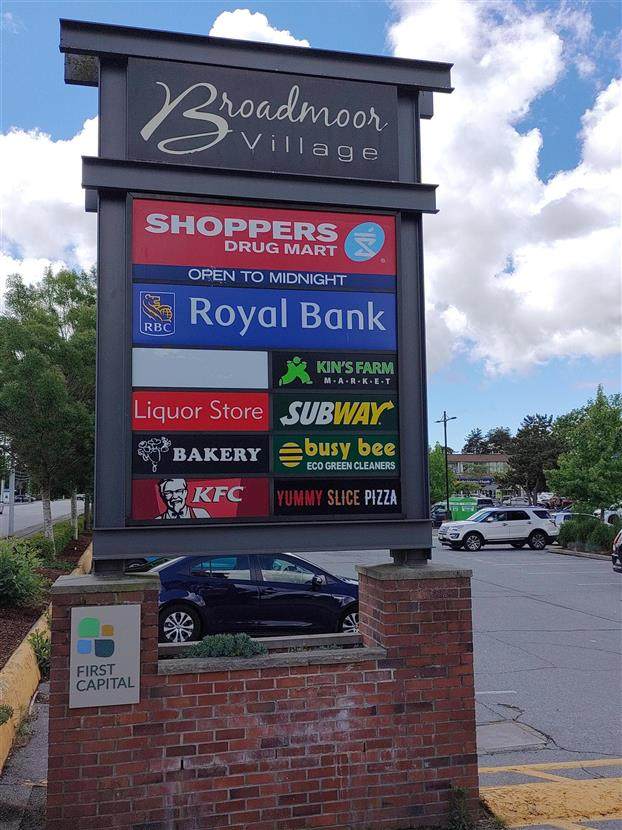 Broadmoor
Village
SHOPPERS
DRUG MART
OPEN TO MIDNIGHT
RBC
Royal Bank
KIN'S FARM
M•A•R•K•E•T
Liquor Store
SUBWAY
BAKERY
busy bee
ECO GREEN CLEANERS
KFC
YUMMY SLICE PIZZA
FIRST
CAPITAL